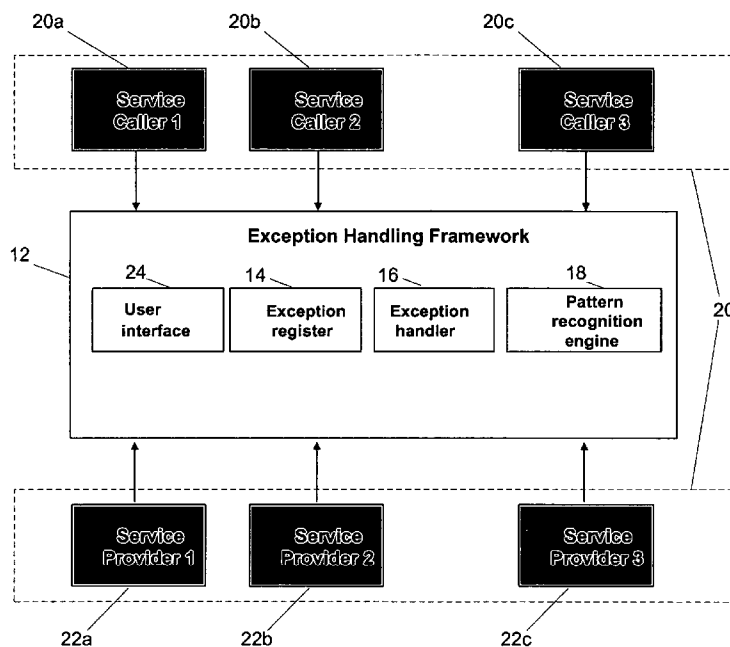 20a
20b
20c
Service
Caller 1
Service
Caller 2
Service
Caller 3
Exception Handling Framework
12
24
14
16
18
User
interface
Exception
register
Exception
handler
Pattern
recognition
engine
20
Service
Provider 1
Service
Provider 2
Service
Provider 3
22a
22b
22c